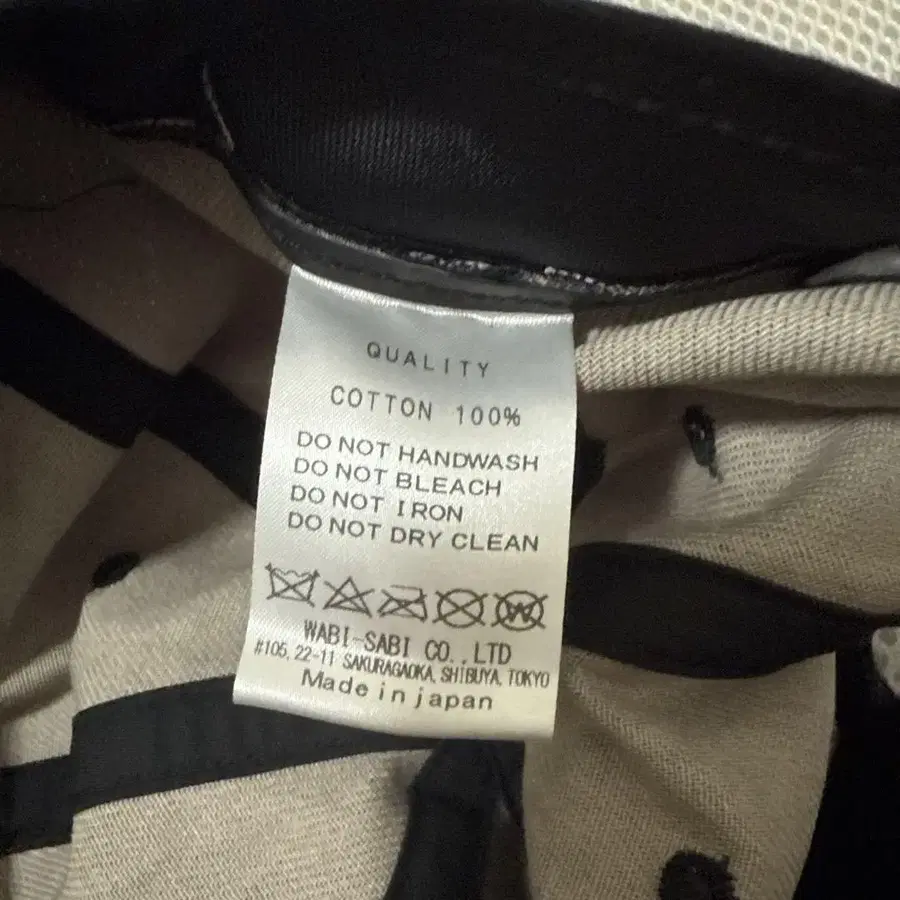 QUALITY
COTTON 100%
DO NOT HANDWASH
DO NOT BLEACH
DO NOT IRON
DO NOT DRY CLEAN
W
WABI-SABI CO.,LTD
#105, 22-11 SAKURAGAOKA, SHIBUYA, TOKYO
Made in japan